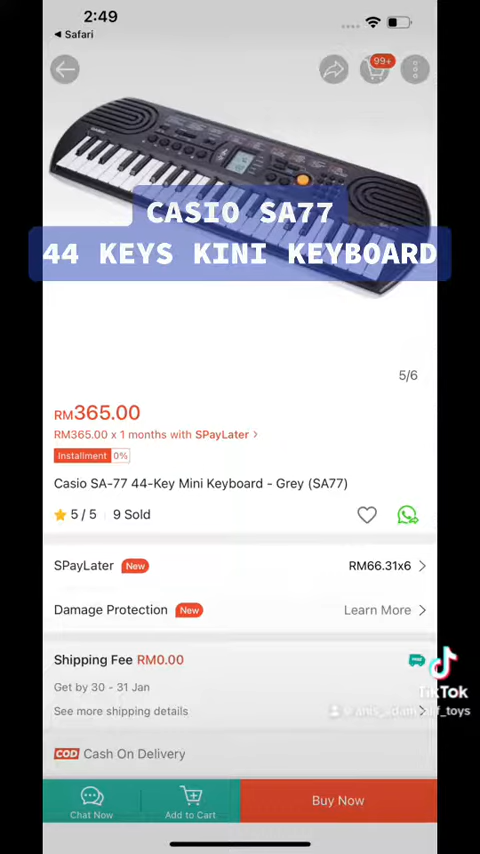 2:49
Safari
99+
CASIO SA77
44 KEYS KINI KEYBOARD
5/6
RM365.00
RM365.00 x 1 months with SPayLater
Installment 0%
Casio SA-77 44-Key Mini Keyboard - Grey (SA77)
5 / 5 9 Sold
SPayLater New RM66.31x6
Damage Protection New Learn More
Shipping Fee RM0.00
Get by 30 - 31 Jan
TikTok
See more shipping details
COD Cash On Delivery
Chat Now Add to Cart Buy Now